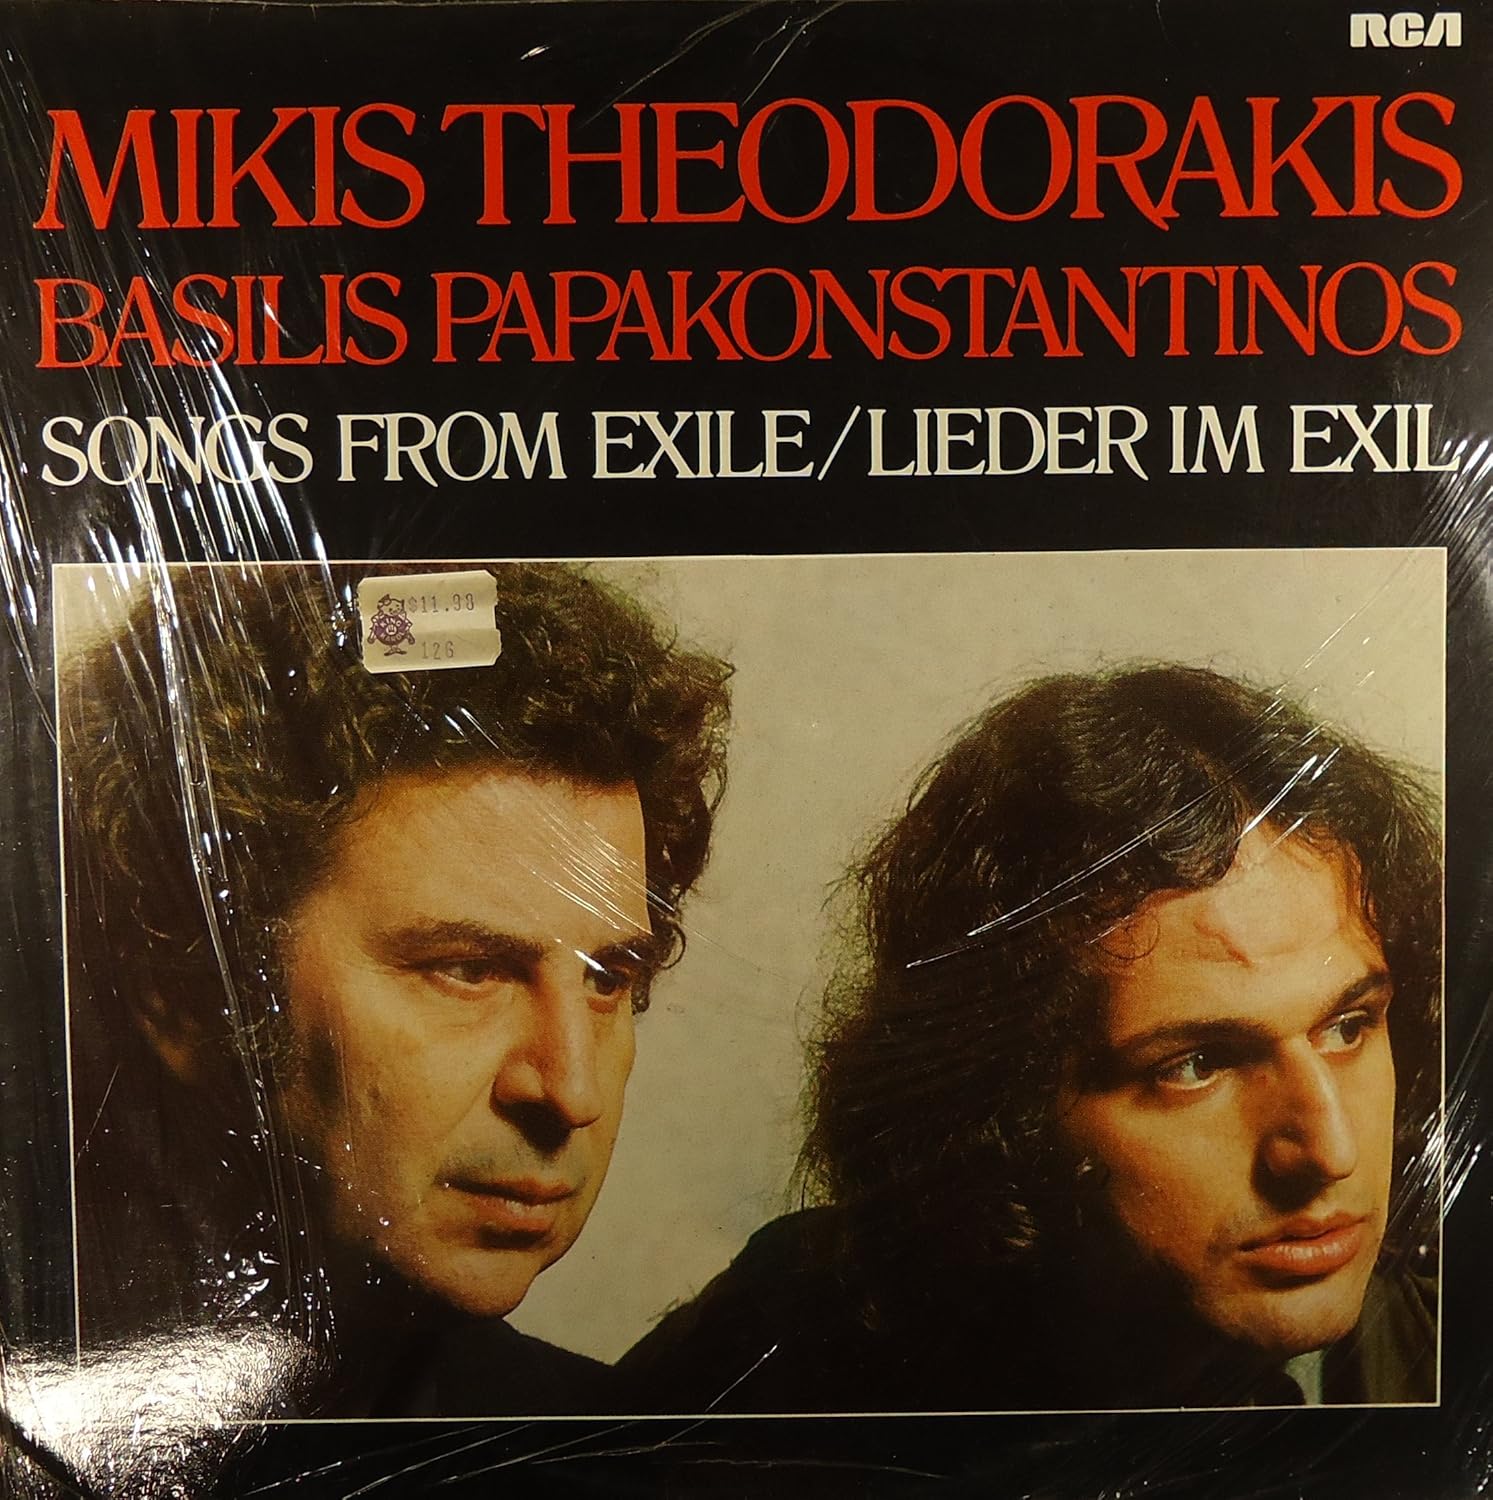 RCA
MIKIS THEODORAKIS
BASILIS PAPAKONSTANTINOS
SONGS FROM EXILE/LIEDER IM EXIL
$11.98
126